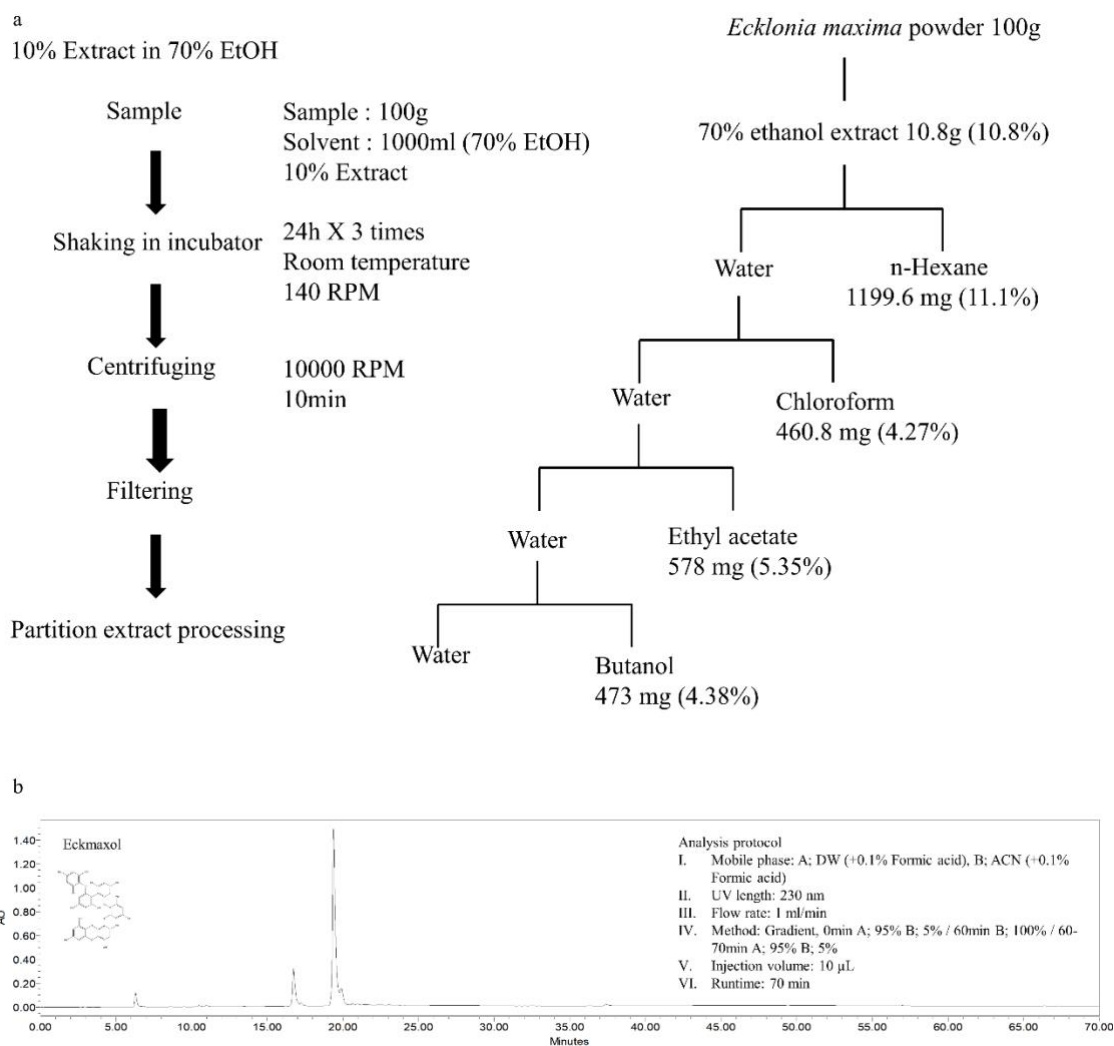 a
10% Extract in 70% EtOH
Sample
Sample : 100g
Solvent : 1000ml (70% EtOH)
10% Extract
Shaking in incubator
24h X 3 times
Room temperature
140 RPM
Centrifuging
10000 RPM
10min
Filtering
Partition extract processing
Ecklonia maxima powder 100g
70% ethanol extract 10.8g (10.8%)
Water
n-Hexane
1199.6 mg (11.1%)
Water
Chloroform
460.8 mg (4.27%)
Water
Ethyl acetate
578 mg (5.35%)
Water
Butanol
473 mg (4.38%)
b
Eckmaxol
Analysis protocol
I. Mobile phase: A; DW (+0.1% Formic acid), B; ACN (+0.1%
Formic acid)
II. UV length: 230 nm
III. Flow rate: 1 ml/min
IV. Method: Gradient, 0min A; 95% B; 5% / 60min B; 100% / 60-
70min A; 95% B; 5%
V. Injection volume: 10 µL
VI. Runtime: 70 min
AU
1.40
1.20
1.00
0.80
0.60
0.40
0.20
0.00
0.00 5.00 10.00 15.00 20.00 25.00 30.00 35.00 40.00 45.00 50.00 55.00 60.00 65.00 70.00
Minutes